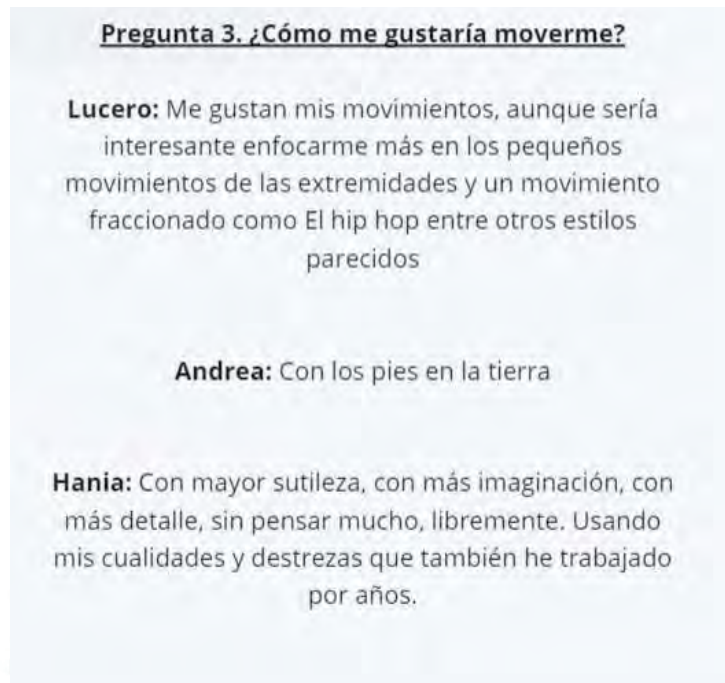 Pregunta 3. ¿Cómo me gustaría moverme?
Lucero: Me gustan mis movimientos, aunque sería
interesante enfocarme más en los pequeños
movimientos de las extremidades y un movimiento
fraccionado como El hip hop entre otros estilos
parecidos
Andrea: Con los pies en la tierra
Hania: Con mayor sutileza, con más imaginación, con
más detalle, sin pensar mucho, libremente. Usando
mis cualidades y destrezas que también he trabajado
por años.